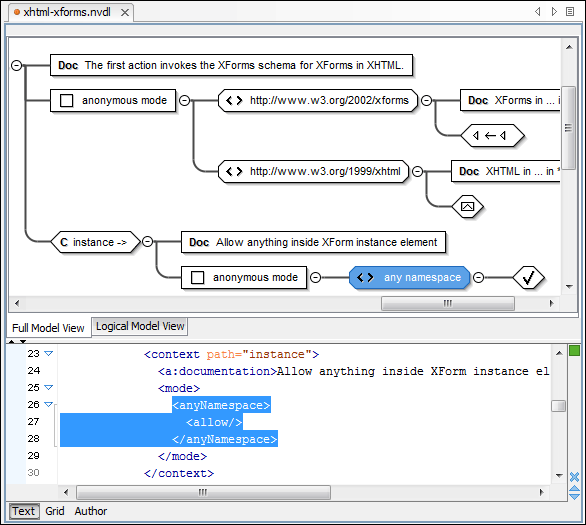 xhtml-xforms.nvdl
Doc The first action invokes the XForms schema for XForms in XHTML.
anonymous mode
http://www.w3.org/2002/xforms
Doc XForms in ... i
http://www.w3.org/1999/xhtml
Doc XHTML in ... in *
C instance ->
Doc Allow anything inside XForm instance element
anonymous mode
any namespace
Full Model View Logical Model View
23 <context path="instance">
24 <a:documentation>Allow anything inside XForm instance el
25 <mode>
26 <anyNamespace>
27 <allow/>
28 </anyNamespace>
29 </mode>
30 </context>
Text Grid Author